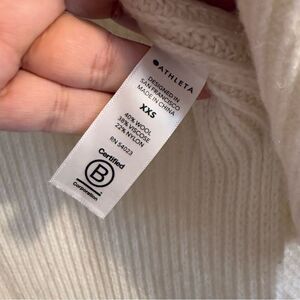 ATHLETA
DESIGNED IN
SAN FRANCISCO
MADE IN CHINA
XXS
40% WOOL
38% VISCOSE
22% NYLON
RN 54023
Certified
B
Corporation